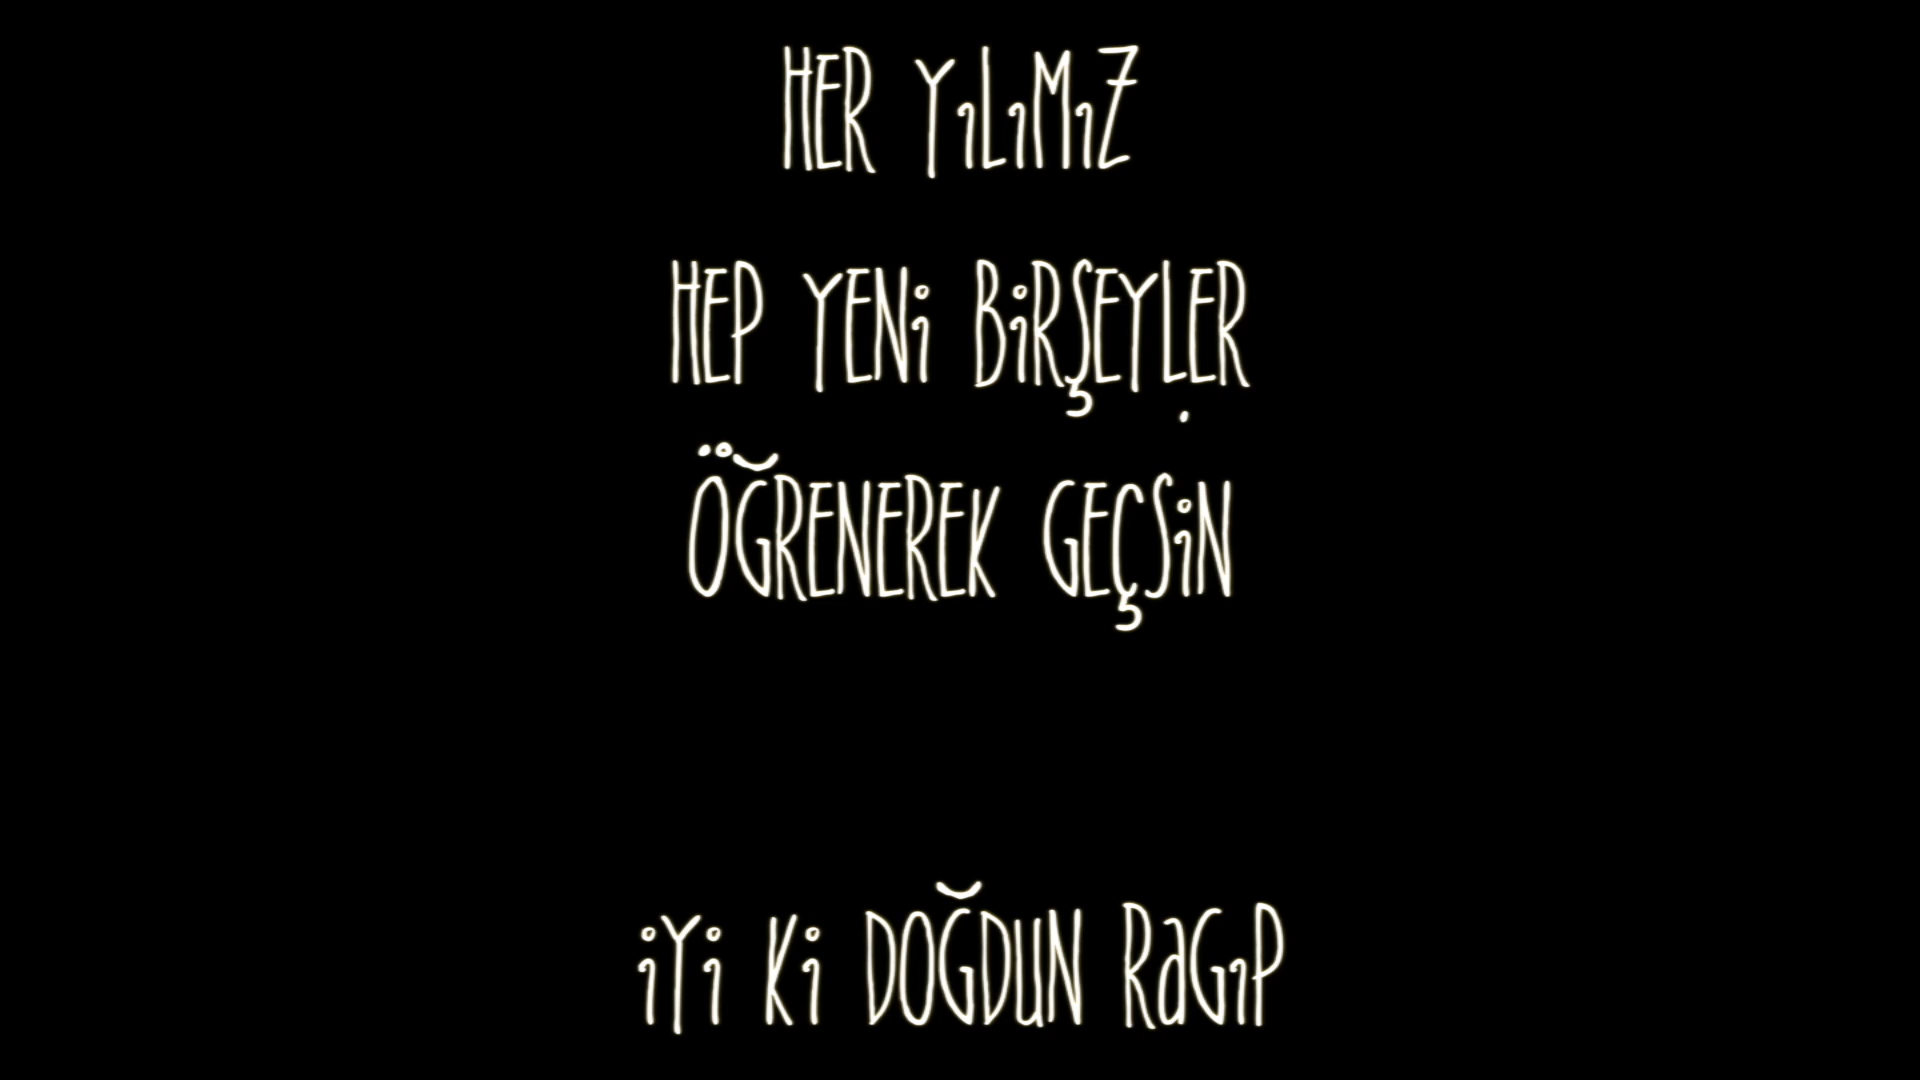 HER YıLıMıZ
HEP YENi BiRŞEYLER
ÖĞRENEREK GEÇSiN
iYi Ki DOĞDUN RaGıP